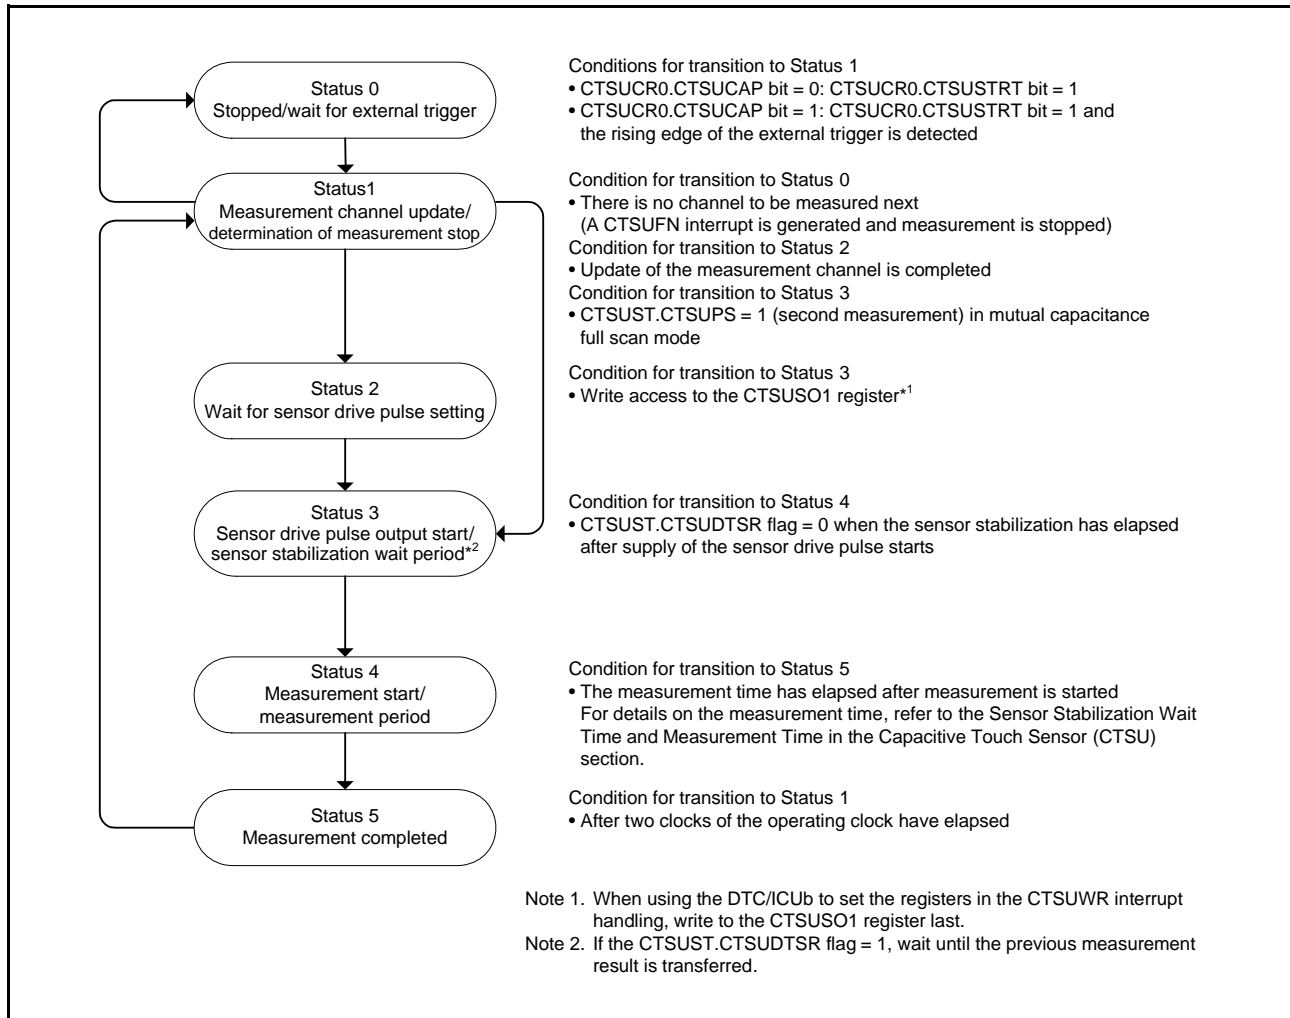 Status 0
Stopped/wait for external trigger
Conditions for transition to Status 1
• CTSUCR0.CTSUCAP bit = 0: CTSUCR0.CTSUSTRT bit = 1
• CTSUCR0.CTSUCAP bit = 1: CTSUCR0.CTSUSTRT bit = 1 and
the rising edge of the external trigger is detected
Status1
Measurement channel update/
determination of measurement stop
Condition for transition to Status 0
• There is no channel to be measured next
(A CTSUFN interrupt is generated and measurement is stopped)
Condition for transition to Status 2
• Update of the measurement channel is completed
Condition for transition to Status 3
• CTSUST.CTSUPS = 1 (second measurement) in mutual capacitance
full scan mode
Status 2
Wait for sensor drive pulse setting
Condition for transition to Status 3
• Write access to the CTSUSO1 register*1
Status 3
Sensor drive pulse output start/
sensor stabilization wait period*2
Condition for transition to Status 4
• CTSUST.CTSUDTSR flag = 0 when the sensor stabilization has elapsed
after supply of the sensor drive pulse starts
Status 4
Measurement start/
measurement period
Condition for transition to Status 5
• The measurement time has elapsed after measurement is started
For details on the measurement time, refer to the Sensor Stabilization Wait
Time and Measurement Time in the Capacitive Touch Sensor (CTSU)
section.
Status 5
Measurement completed
Condition for transition to Status 1
• After two clocks of the operating clock have elapsed
Note 1. When using the DTC/ICUb to set the registers in the CTSUWR interrupt
handling, write to the CTSUSO1 register last.
Note 2. If the CTSUST.CTSUDTSR flag = 1, wait until the previous measurement
result is transferred.